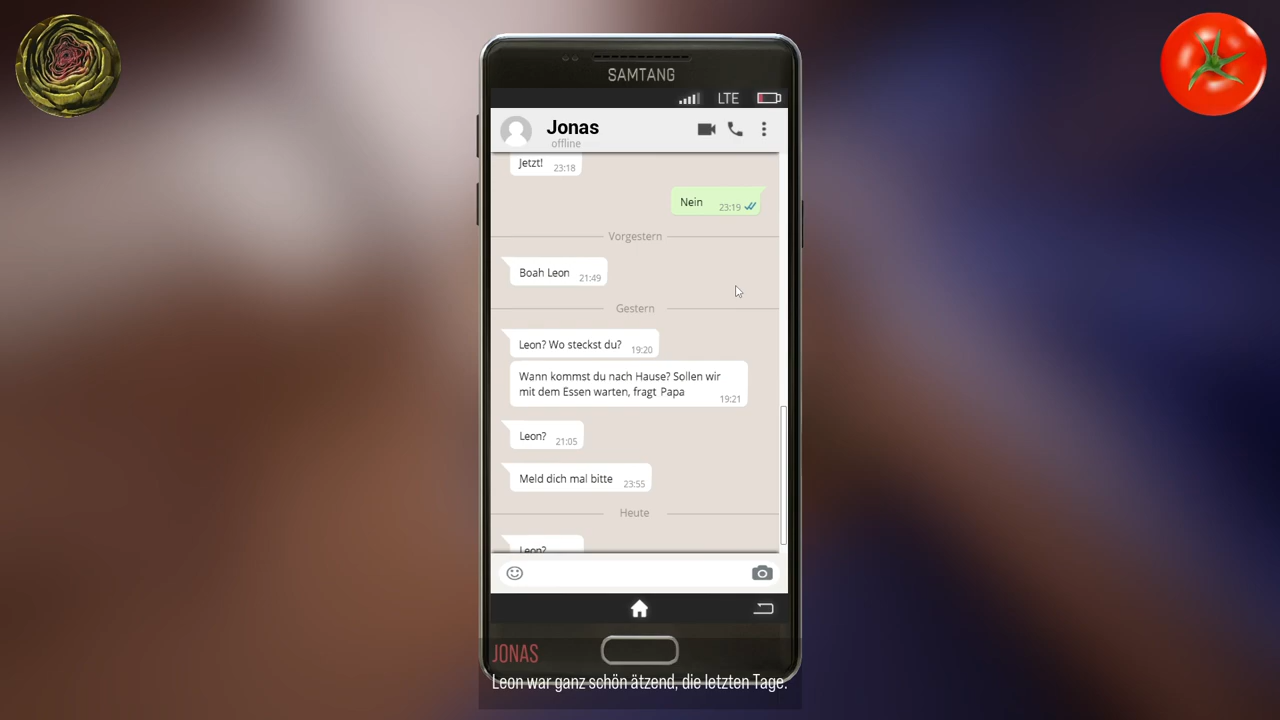 SAMTANG
LTE
Jonas
offline
Jetzt! 23:18
Nein 23:19
Vorgestern
Boah Leon 21:49
Gestern
Leon? Wo steckst du? 19:20
Wann kommst du nach Hause? Sollen wir
mit dem Essen warten, fragt Papa
19:21
Leon? 21:05
Meld dich mal bitte 23:55
Heute
Leon?
JONAS
Leon war ganz schön ätzend, die letzten Tage.